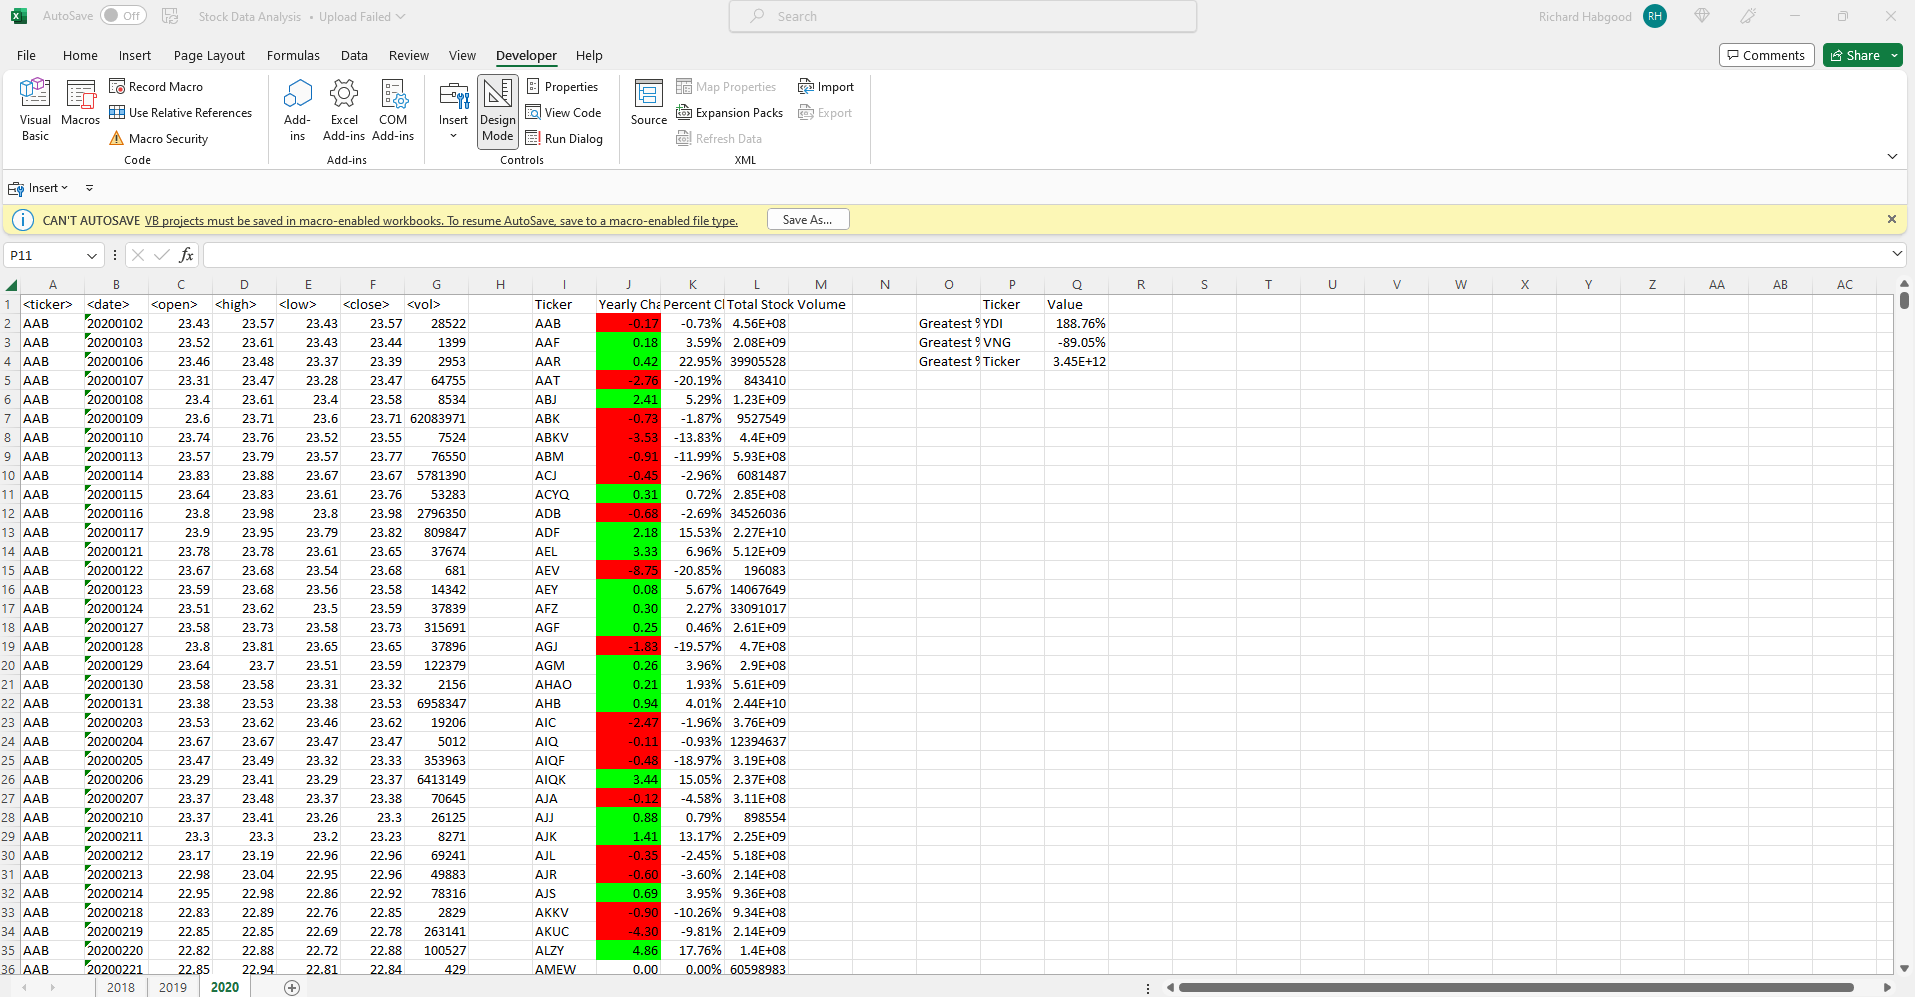 AutoSave Off Stock Data Analysis • Upload Failed Search Richard Habgood RH
File Home Insert Page Layout Formulas Data Review View Developer Help Comments Share
Visual Basic
Macros
Record Macro
Use Relative References
Macro Security
Code
Add-ins
Excel Add-ins
COM Add-ins
Add-ins
Insert
Design Mode
Properties
View Code
Run Dialog
Controls
Source
Map Properties
Expansion Packs
Refresh Data
Import
Export
XML
Insert
CAN'T AUTOSAVE VB projects must be saved in macro-enabled workbooks. To resume AutoSave, save to a macro-enabled file type. Save As...
P11 fx
A B C D E F G H I J K L M N O P Q R S T U V W X Y Z AA AB AC
1 <ticker> <date> <open> <high> <low> <close> <vol> Ticker Yearly Cha Percent Cl Total Stock Volume Ticker Value
2 AAB 20200102 23.43 23.57 23.43 23.57 28522 AAB -0.17 -0.73% 4.56E+08 Greatest % YDI 188.76%
3 AAB 20200103 23.52 23.61 23.43 23.44 1399 AAF 0.18 3.59% 2.08E+09 Greatest % VNG -89.05%
4 AAB 20200106 23.46 23.48 23.37 23.39 2953 AAR 0.42 22.95% 39905528 Greatest % Ticker 3.45E+12
5 AAB 20200107 23.31 23.47 23.28 23.47 64755 AAT -2.76 -20.19% 843410
6 AAB 20200108 23.4 23.61 23.4 23.58 8534 ABJ 2.41 5.29% 1.23E+09
7 AAB 20200109 23.6 23.71 23.6 23.71 62083971 ABK -0.73 -1.87% 9527549
8 AAB 20200110 23.74 23.76 23.52 23.55 7524 ABKV -3.53 -13.83% 4.4E+09
9 AAB 20200113 23.57 23.79 23.57 23.77 76550 ABM -0.91 -11.99% 5.93E+08
10 AAB 20200114 23.83 23.88 23.67 23.67 5781390 ACJ -0.45 -2.96% 6081487
11 AAB 20200115 23.64 23.83 23.61 23.76 53283 ACYQ 0.31 0.72% 2.85E+08
12 AAB 20200116 23.8 23.98 23.8 23.98 2796350 ADB -0.68 -2.69% 34526036
13 AAB 20200117 23.9 23.95 23.79 23.82 809847 ADF 2.18 15.53% 2.27E+10
14 AAB 20200121 23.78 23.78 23.61 23.65 37674 AEL 3.33 6.96% 5.12E+09
15 AAB 20200122 23.67 23.68 23.54 23.68 681 AEV -8.75 -20.85% 196083
16 AAB 20200123 23.59 23.68 23.56 23.58 14342 AEY 0.08 5.67% 14067649
17 AAB 20200124 23.51 23.62 23.5 23.59 37839 AFZ 0.30 2.27% 33091017
18 AAB 20200127 23.58 23.73 23.58 23.73 315691 AGF 0.25 0.46% 2.61E+09
19 AAB 20200128 23.8 23.81 23.65 23.65 37896 AGJ -1.83 -19.57% 4.7E+08
20 AAB 20200129 23.64 23.7 23.51 23.59 122379 AGM 0.26 3.96% 2.9E+08
21 AAB 20200130 23.58 23.58 23.31 23.32 2156 AHAO 0.21 1.93% 5.61E+09
22 AAB 20200131 23.38 23.53 23.38 23.53 6958347 AHB 0.94 4.01% 2.44E+10
23 AAB 20200203 23.53 23.62 23.46 23.62 19206 AIC -2.47 -1.96% 3.76E+09
24 AAB 20200204 23.67 23.67 23.47 23.47 5012 AIQ -0.11 -0.93% 12394637
25 AAB 20200205 23.47 23.49 23.32 23.33 353963 AIQF -0.48 -18.97% 3.19E+08
26 AAB 20200206 23.29 23.41 23.29 23.37 6413149 AIQK 3.44 15.05% 2.37E+08
27 AAB 20200207 23.37 23.48 23.37 23.38 70645 AJA -0.12 -4.58% 3.11E+08
28 AAB 20200210 23.37 23.41 23.26 23.3 26125 AJJ 0.88 0.79% 898554
29 AAB 20200211 23.3 23.3 23.2 23.23 8271 AJK 1.41 13.17% 2.25E+09
30 AAB 20200212 23.17 23.19 22.96 22.96 69241 AJL -0.35 -2.45% 5.18E+08
31 AAB 20200213 22.98 23.04 22.95 22.96 49883 AJR -0.60 -3.60% 2.14E+08
32 AAB 20200214 22.95 22.98 22.86 22.92 78316 AJS 0.69 3.95% 9.36E+08
33 AAB 20200218 22.83 22.89 22.76 22.85 2829 AKKV -0.90 -10.26% 9.34E+08
34 AAB 20200219 22.85 22.85 22.69 22.78 263141 AKUC -4.30 -9.81% 2.14E+09
35 AAB 20200220 22.82 22.88 22.72 22.88 100527 ALZY 4.86 17.76% 1.4E+08
36 AAB 20200221 22.85 22.94 22.81 22.84 429 AMEW 0.00 0.00% 60598983
2018 2019 2020